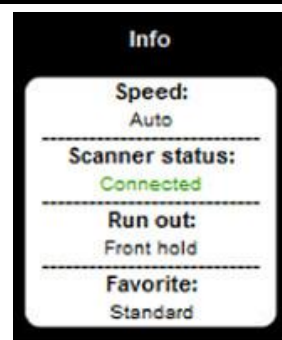 Info
Speed:
Auto
Scanner status:
Connected
Run out:
Front hold
Favorite:
Standard